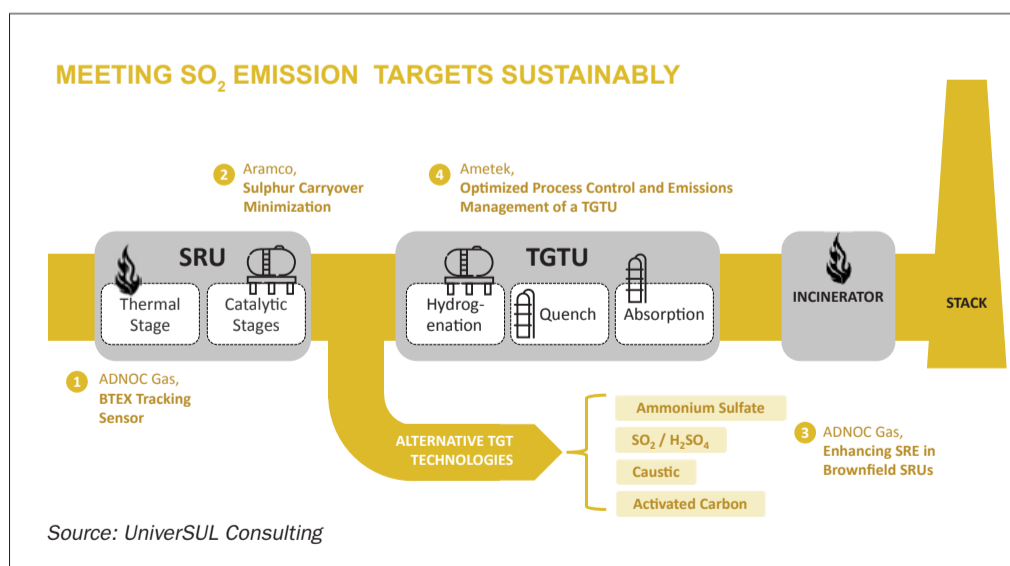 MEETING SO₂ EMISSION TARGETS SUSTAINABLY
2 Aramco,
Sulphur Carryover
Minimization
4 Ametek,
Optimized Process Control and Emissions
Management of a TGTU
SRU
Thermal
Stage
Catalytic
Stages
TGTU
Hydrog-
enation
Quench
Absorption
INCINERATOR
STACK
1 ADNOC Gas,
BTEX Tracking
Sensor
ALTERNATIVE TGT
TECHNOLOGIES
Ammonium Sulfate
SO₂ / H₂SO₄
Caustic
Activated Carbon
3 ADNOC Gas,
Enhancing SRE in
Brownfield SRUs
Source: UniverSUL Consulting